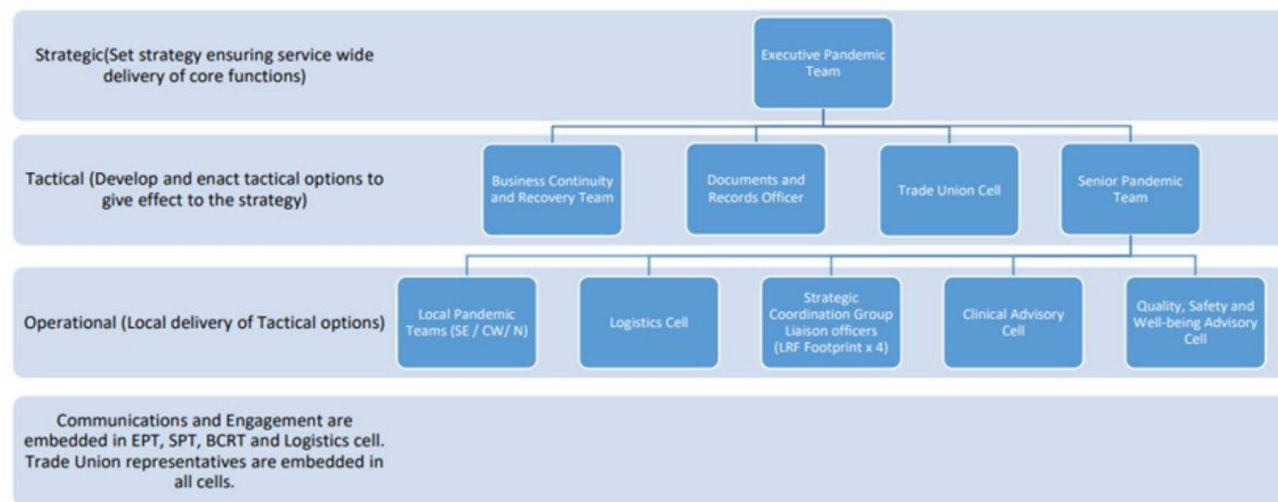 Strategic(Set strategy ensuring service wide
delivery of core functions)
Executive Pandemic
Team
Tactical (Develop and enact tactical options to
give effect to the strategy)
Business Continuity
and Recovery Team
Documents and
Records Officer
Trade Union Cell
Senior Pandemic
Team
Operational (Local delivery of Tactical options)
Local Pandemic
Teams (SE / CW/ N)
Logistics Cell
Strategic
Coordination Group
Liaison officers
(LRF Footprint x 4)
Clinical Advisory
Cell
Quality, Safety and
Well-being Advisory
Cell
Communications and Engagement are
embedded in EPT, SPT, BCRT and Logistics cell.
Trade Union representatives are embedded in
all cells.